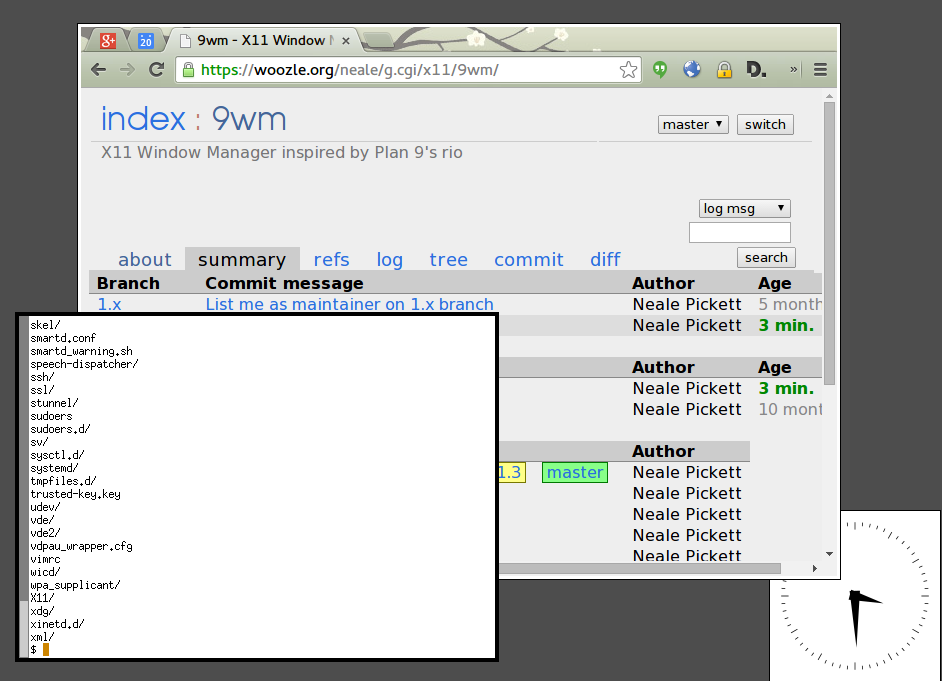 g+
20
9wm - X11 Window
https://woozle.org/neale/g.cgi/x11/9wm/
D.
»
index : 9wm
master
switch
X11 Window Manager inspired by Plan 9's rio
log msg
search
about summary refs log tree commit diff
Branch Commit message Author Age
1.x List me as maintainer on 1.x branch Neale Pickett 5 month
Neale Pickett 3 min.
Author Age
Neale Pickett 3 min.
Neale Pickett 10 mont
Author
1.3 master Neale Pickett
Neale Pickett
Neale Pickett
Neale Pickett
Neale Pickett
skel/
smartd.conf
smartd_warning.sh
speech-dispatcher/
ssh/
ssl/
stunnel/
sudoers
sudoers.d/
sv/
sysctl.d/
systemd/
tmpfiles.d/
trusted-key.key
udev/
vde/
vde2/
vdpau_wrapper.cfg
vimrc
wicd/
wpa_supplicant/
X11/
xdg/
xinetd.d/
xml/
$